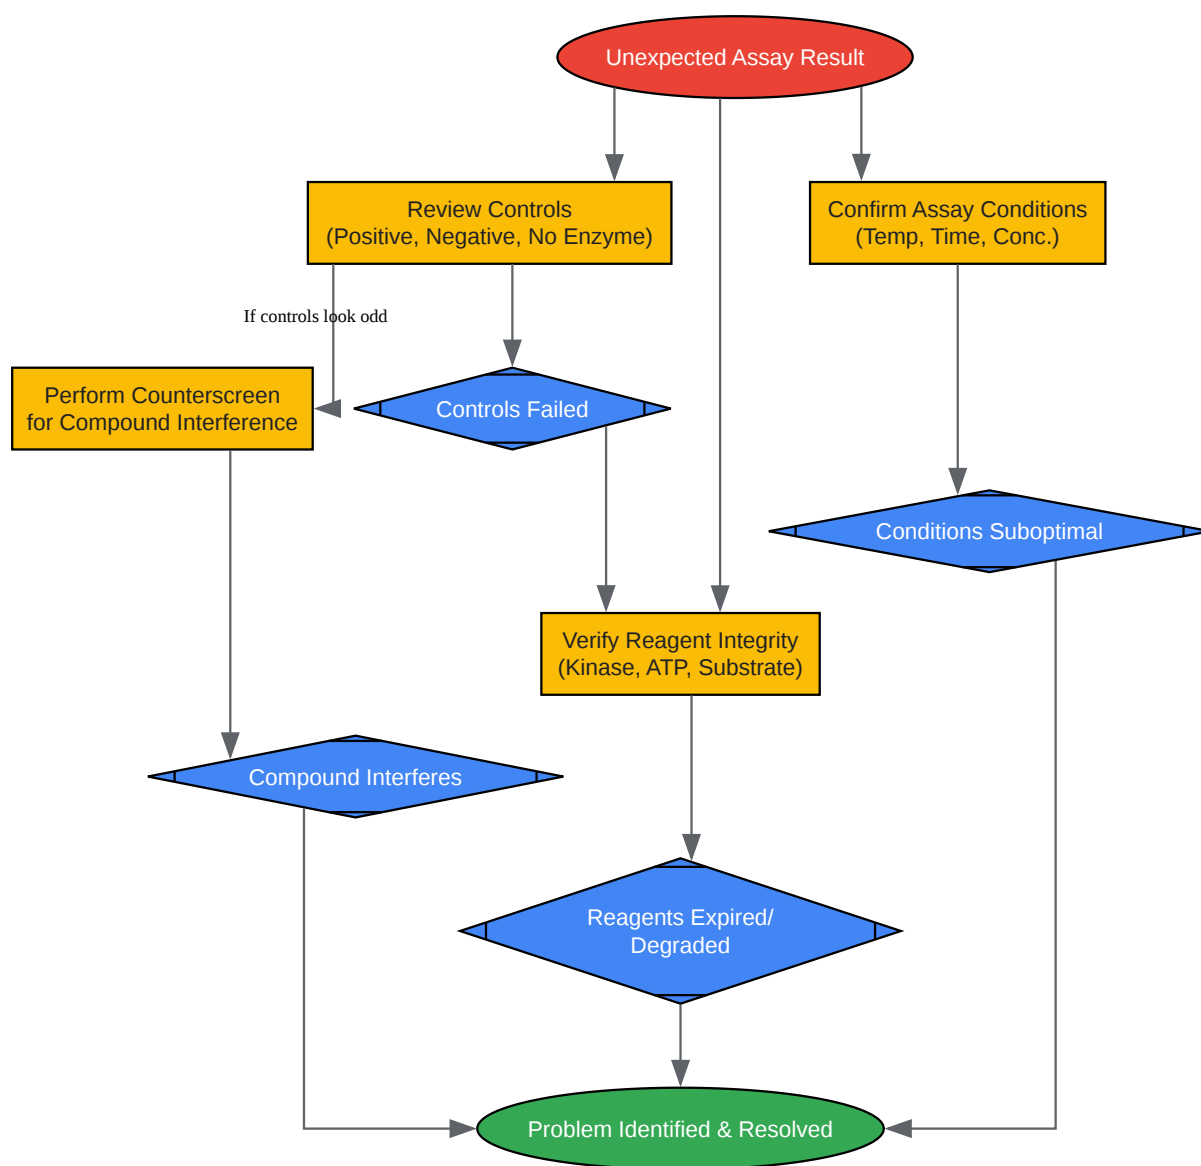 Unexpected Assay Result
Review Controls
(Positive, Negative, No Enzyme)
Confirm Assay Conditions
(Temp, Time, Conc.)
If controls look odd
Perform Counterscreen
for Compound Interference
Controls Failed
Conditions Suboptimal
Verify Reagent Integrity
(Kinase, ATP, Substrate)
Compound Interferes
Reagents Expired/
Degraded
Problem Identified & Resolved